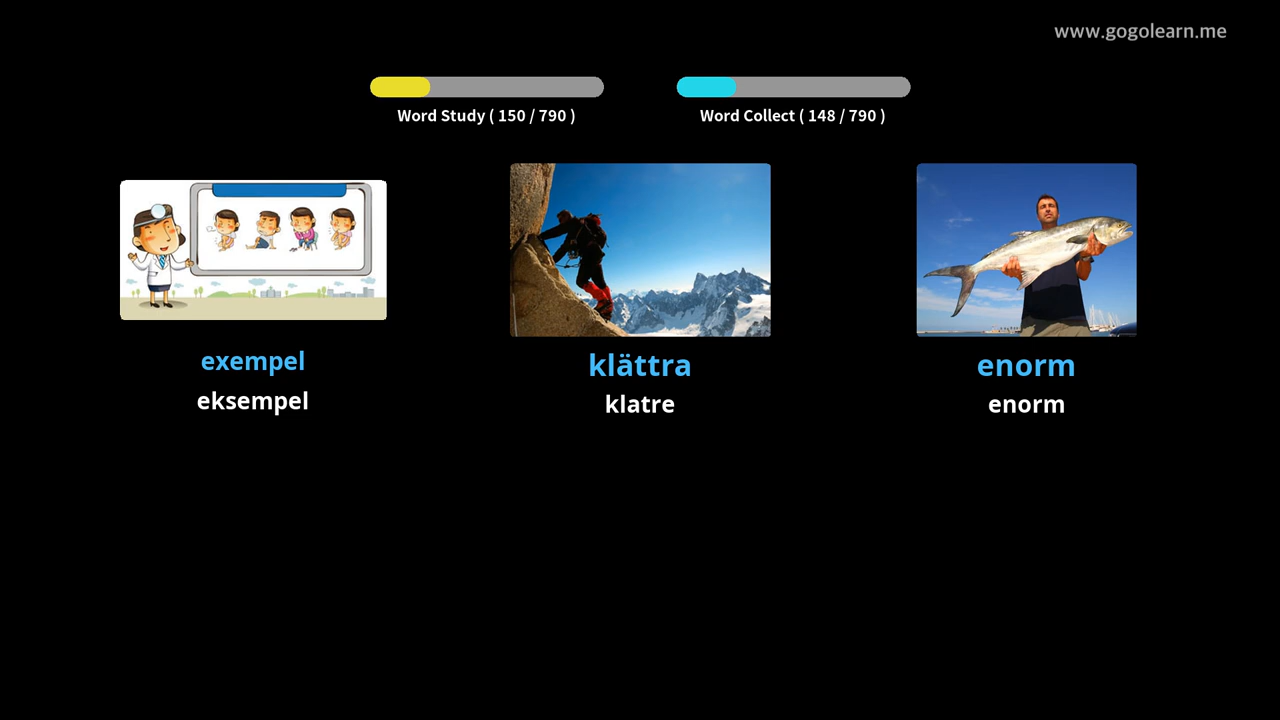 www.gogolearn.me
Word Study ( 150 / 790 )
Word Collect ( 148 / 790 )
exempel
eksempel
klättra
klatre
enorm
enorm